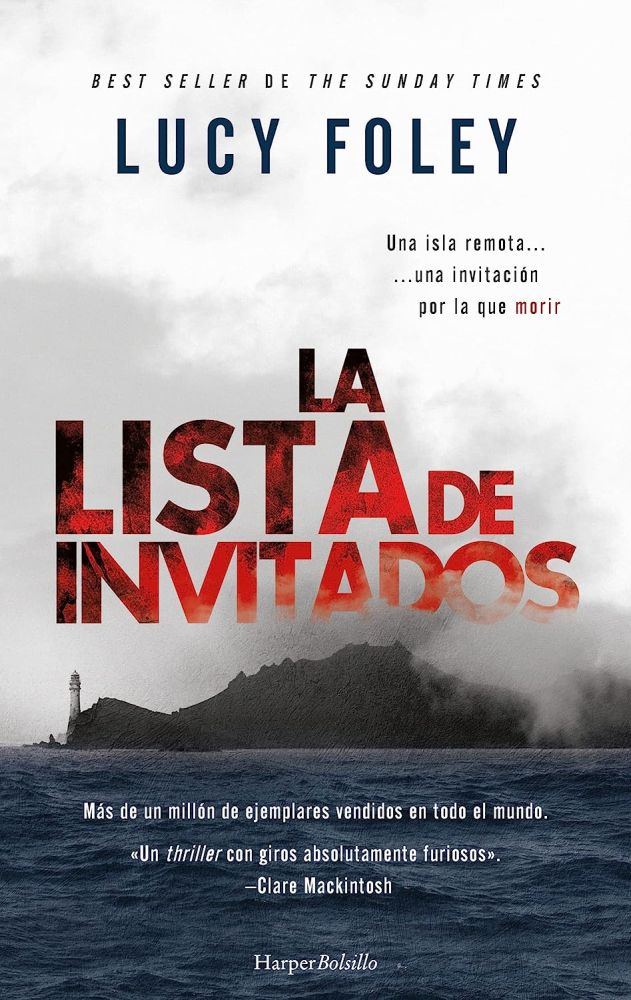 BEST SELLER DE THE SUNDAY TIMES
LUCY FOLEY
Una isla remota...
...una invitación
por la que morir
LA
LISTA DE
INVITADOS
Más de un millón de ejemplares vendidos en todo el mundo.
«Un thriller con giros absolutamente furiosos».
–Clare Mackintosh
HarperBolsillo